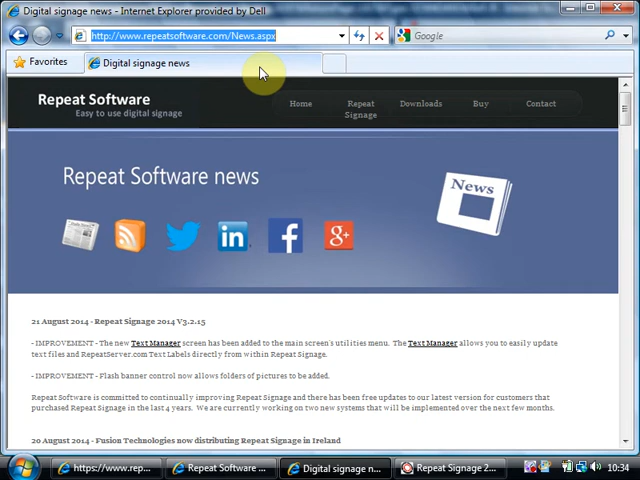 Digital signage news - Internet Explorer provided by Dell
http://www.repeatsoftware.com/News.aspx
Google
Favorites
Digital signage news
Repeat Software
Easy to use digital signage
Home
Repeat Signage
Downloads
Buy
Contact
Repeat Software news
News
in
f
g+
21 August 2014 - Repeat Signage 2014 V3.2.15
- IMPROVEMENT - The new Text Manager screen has been added to the main screen's utilities menu. The Text Manager allows you to easily update
text files and RepeatServer.com Text Labels directly from within Repeat Signage.
- IMPROVEMENT - Flash banner control now allows folders of pictures to be added.
Repeat Software is committed to continually improving Repeat Signage and there has been free updates to our latest version for customers that
purchased Repeat Signage in the last 4 years. We are currently working on two new systems that will be implemented over the next few months.
20 August 2014 - Fusion Technologies now distributing Repeat Signage in Ireland
https://www.rep...
Repeat Software ...
Digital signage n...
Repeat Signage 2...
10:34